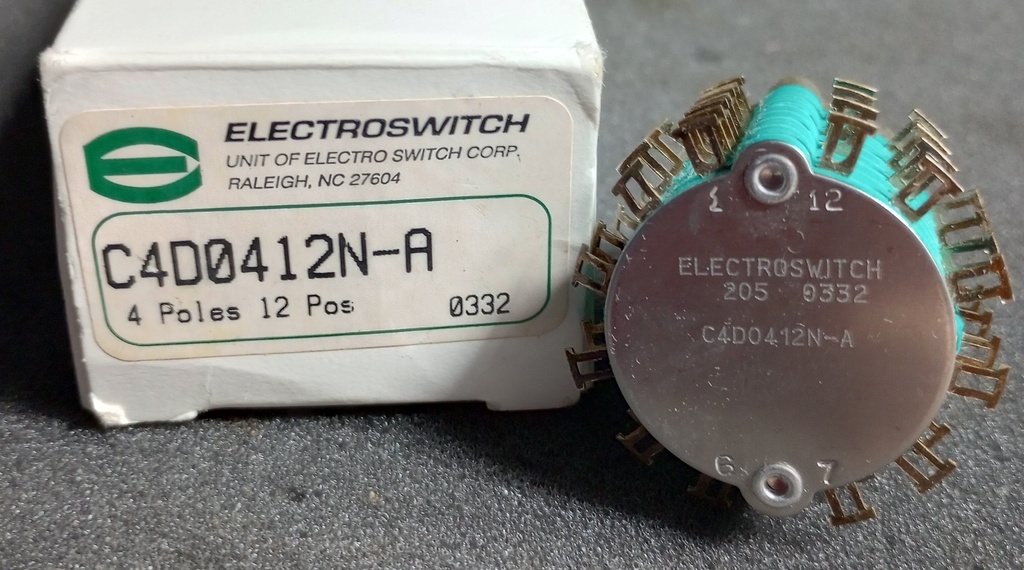 ELECTROSWITCH
UNIT OF ELECTRO SWITCH CORP.
RALEIGH, NC 27604
C4D0412N-A
4 Poles 12 Pos 0332
1 12
ELECTROSWITCH
205 0332
C4D0412N-A
6 7